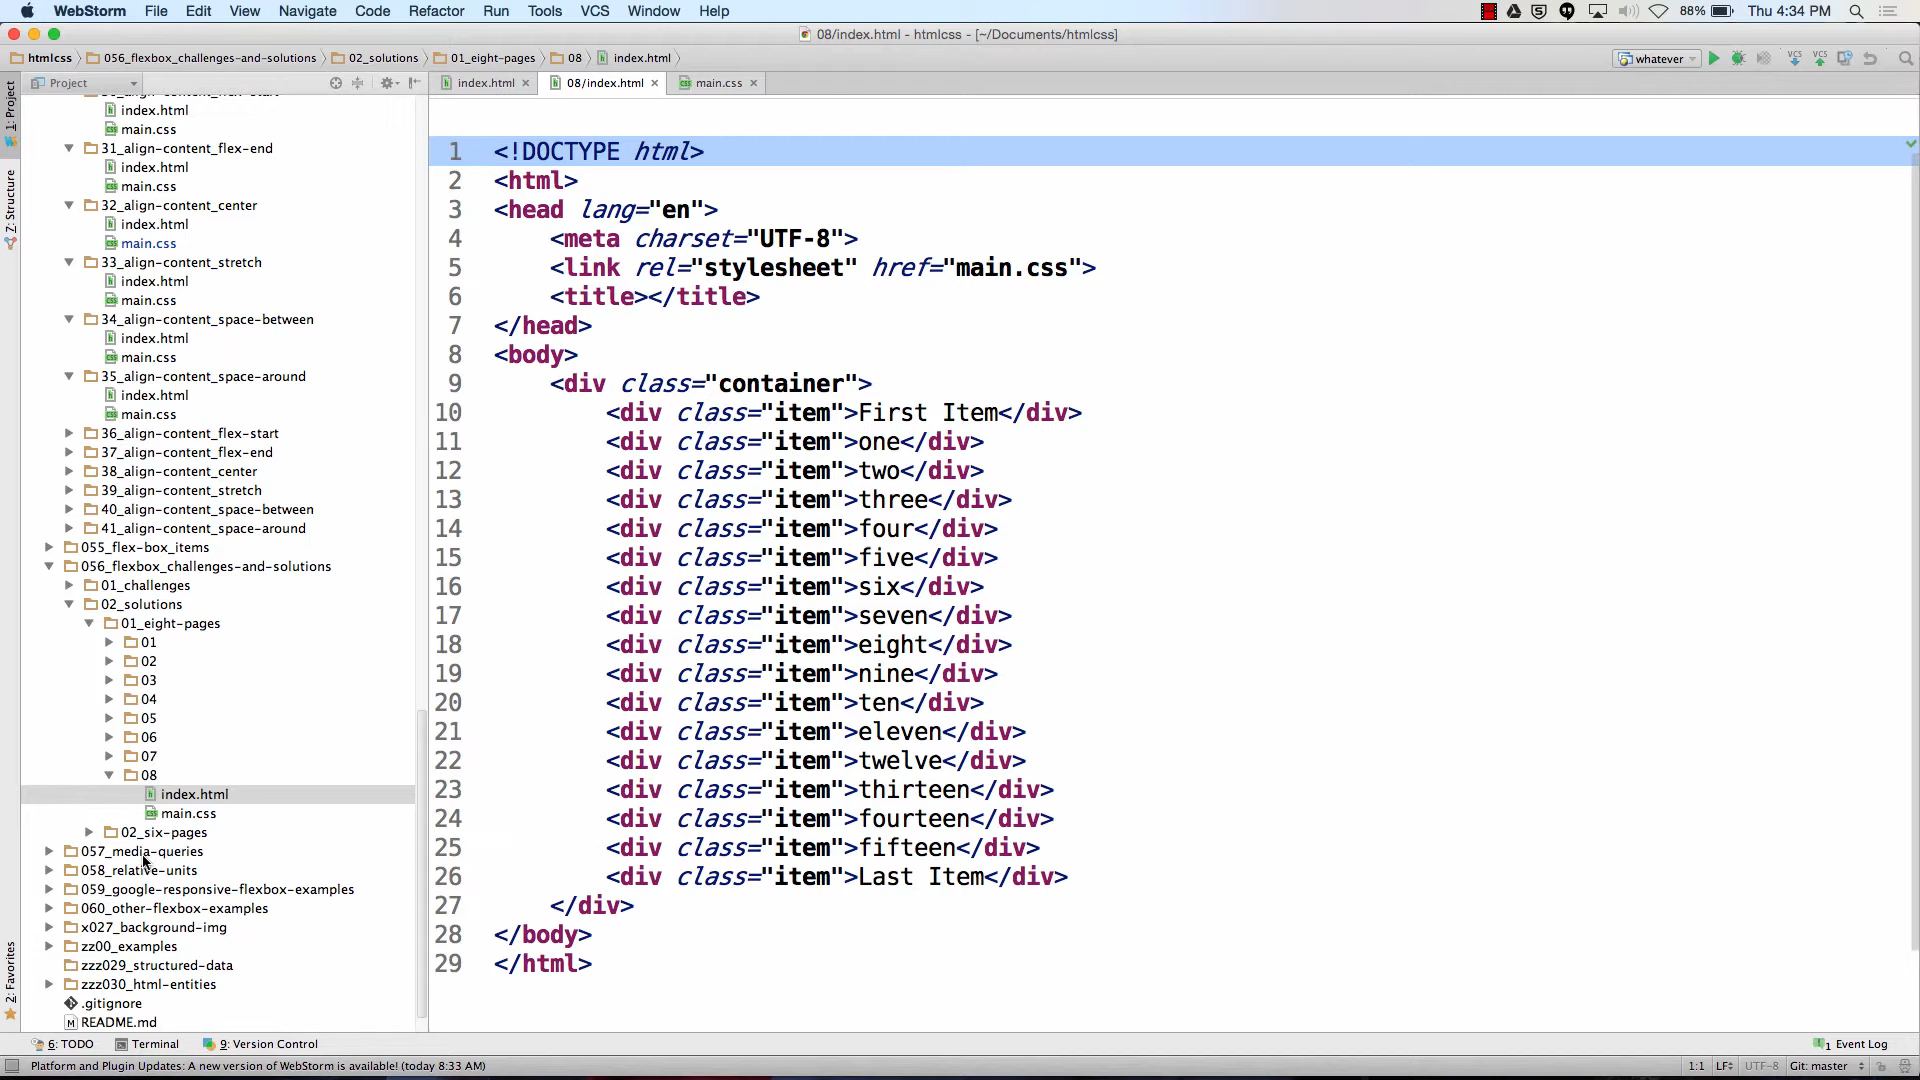 WebStorm File Edit View Navigate Code Refactor Run Tools VCS Window Help 88% Thu 4:34 PM
08/index.html - htmlcss - [~/Documents/htmlcss]
htmlcss 056_flexbox_challenges-and-solutions 02_solutions 01_eight-pages 08 index.html whatever
Project index.html 08/index.html main.css
1: Project
Z: Structure
2: Favorites
index.html
main.css
31_align-content_flex-end
index.html
main.css
32_align-content_center
index.html
main.css
33_align-content_stretch
index.html
main.css
34_align-content_space-between
index.html
main.css
35_align-content_space-around
index.html
main.css
36_align-content_flex-start
37_align-content_flex-end
38_align-content_center
39_align-content_stretch
40_align-content_space-between
41_align-content_space-around
055_flex-box_items
056_flexbox_challenges-and-solutions
01_challenges
02_solutions
01_eight-pages
01
02
03
04
05
06
07
08
index.html
main.css
02_six-pages
057_media-queries
058_relative-units
059_google-responsive-flexbox-examples
060_other-flexbox-examples
x027_background-img
zz00_examples
zzz029_structured-data
zzz030_html-entities
.gitignore
README.md
1 <!DOCTYPE html>
2 <html>
3 <head lang="en">
4 <meta charset="UTF-8">
5 <link rel="stylesheet" href="main.css">
6 <title></title>
7 </head>
8 <body>
9 <div class="container">
10 <div class="item">First Item</div>
11 <div class="item">one</div>
12 <div class="item">two</div>
13 <div class="item">three</div>
14 <div class="item">four</div>
15 <div class="item">five</div>
16 <div class="item">six</div>
17 <div class="item">seven</div>
18 <div class="item">eight</div>
19 <div class="item">nine</div>
20 <div class="item">ten</div>
21 <div class="item">eleven</div>
22 <div class="item">twelve</div>
23 <div class="item">thirteen</div>
24 <div class="item">fourteen</div>
25 <div class="item">fifteen</div>
26 <div class="item">Last Item</div>
27 </div>
28 </body>
29 </html>
6: TODO Terminal 9: Version Control 1 Event Log
Platform and Plugin Updates: A new version of WebStorm is available! (today 8:33 AM) 1:1 LF UTF-8 Git: master